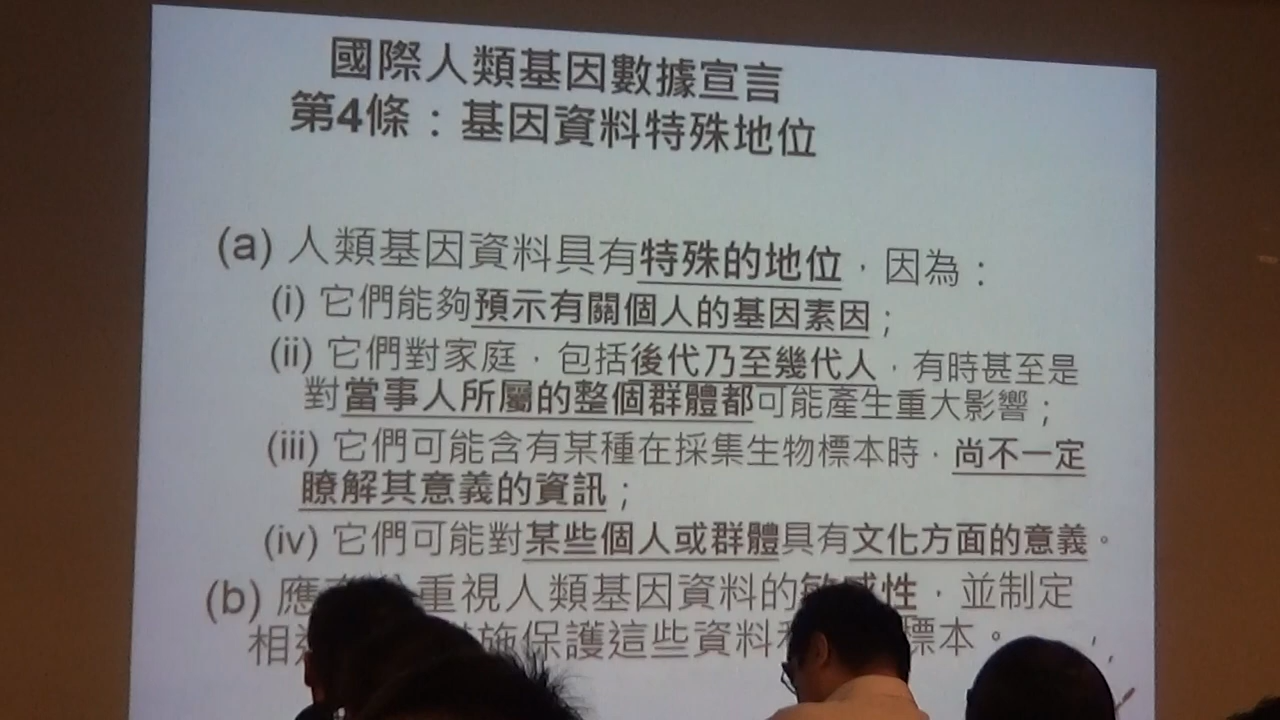 國際人類基因數據宣言
第4條：基因資料特殊地位
(a) 人類基因資料具有特殊的地位，因為：
(i) 它們能夠預示有關個人的基因素因；
(ii) 它們對家庭，包括後代乃至幾代人，有時甚至是
對當事人所屬的整個群體都可能產生重大影響；
(iii) 它們可能含有某種在採集生物標本時，尚不一定
瞭解其意義的資訊；
(iv) 它們可能對某些個人或群體具有文化方面的意義。
(b) 應重視人類基因資料的敏感性，並制定
相施保護這些資料標本。